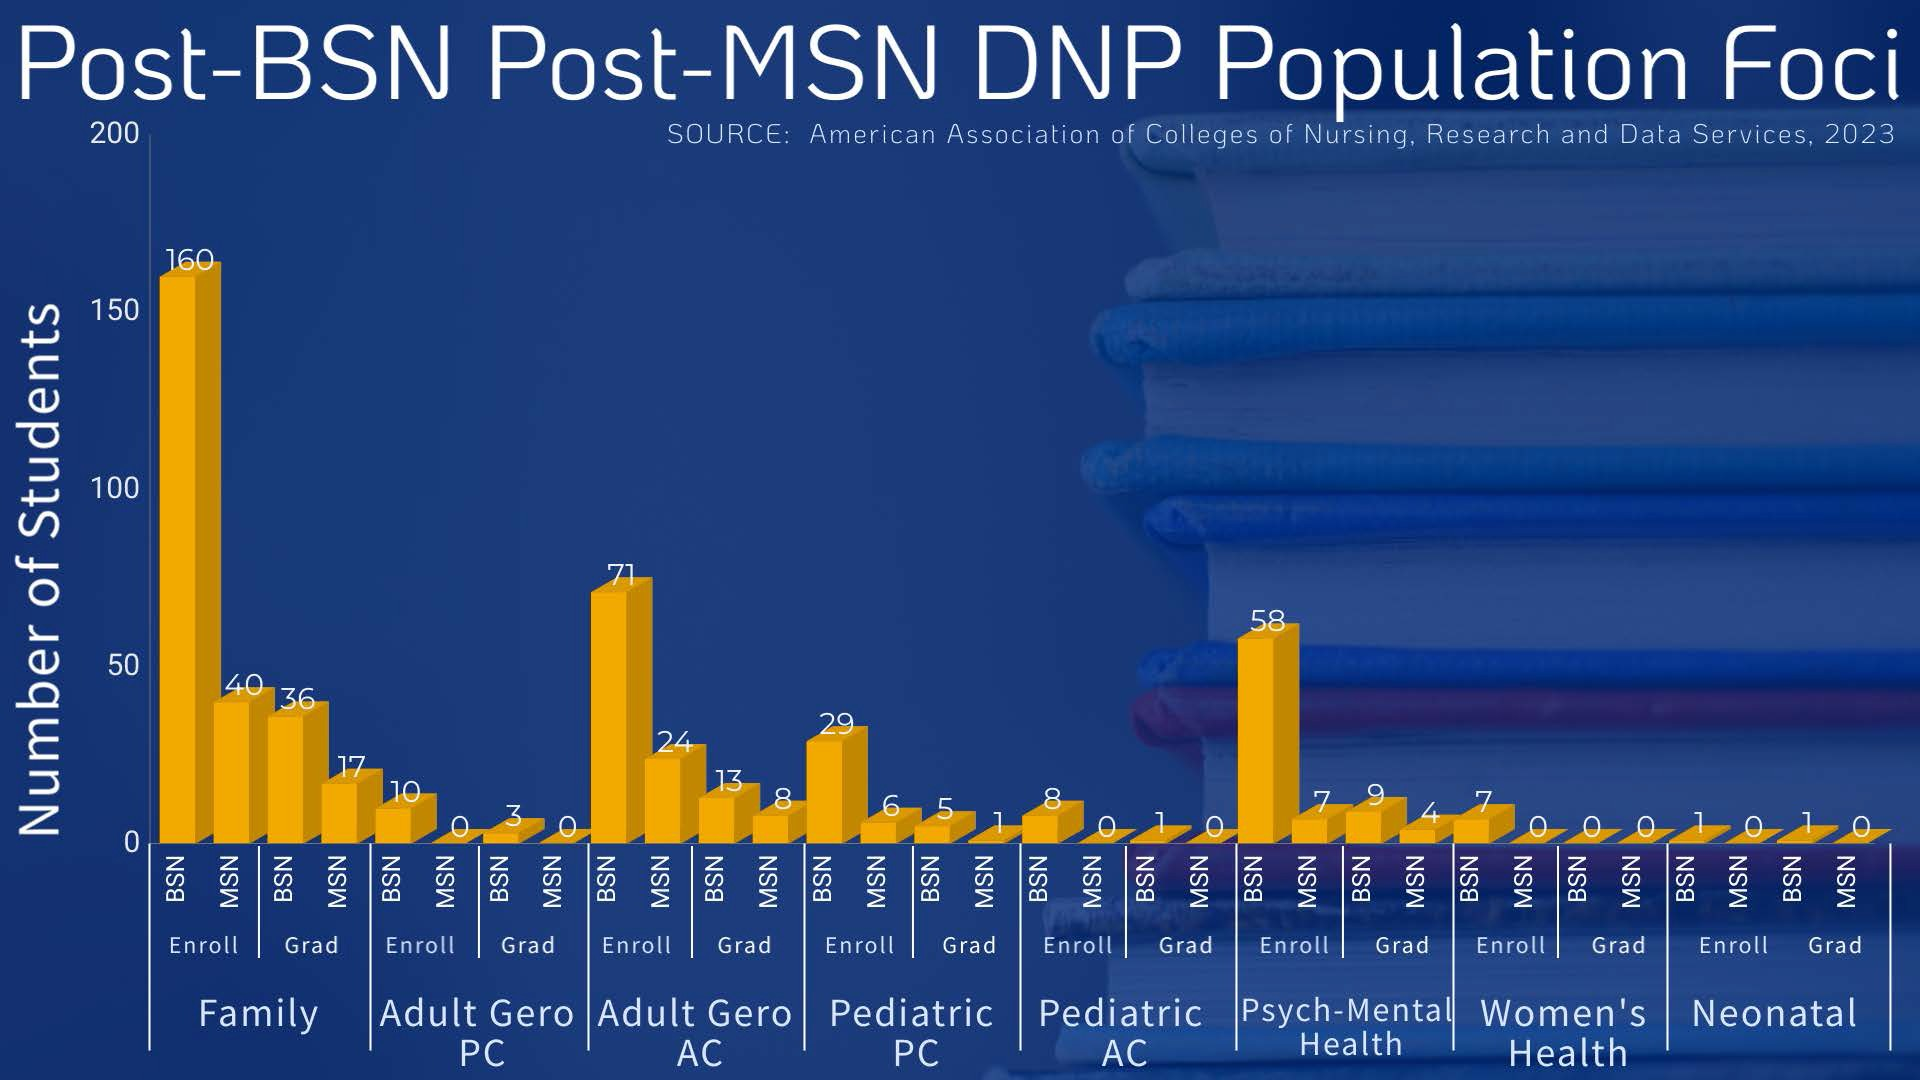 Post-BSN Post-MSN DNP Population Foci
SOURCE: American Association of Colleges of Nursing, Research and Data Services, 2023
Number of Students
200
150
100
50
0
160
40
36
17
10
0
3
0
71
24
13
8
29
6
5
1
8
0
1
0
58
7
9
4
7
0
0
0
1
0
1
0
BSN MSN BSN MSN BSN MSN BSN MSN BSN MSN BSN MSN BSN MSN BSN MSN BSN MSN BSN MSN BSN MSN BSN MSN BSN MSN BSN MSN BSN MSN BSN MSN
Enroll Grad Enroll Grad Enroll Grad Enroll Grad Enroll Grad Enroll Grad Enroll Grad Enroll Grad
Family
Adult Gero
PC
Adult Gero
AC
Pediatric
PC
Pediatric
AC
Psych-Mental
Health
Women's
Health
Neonatal